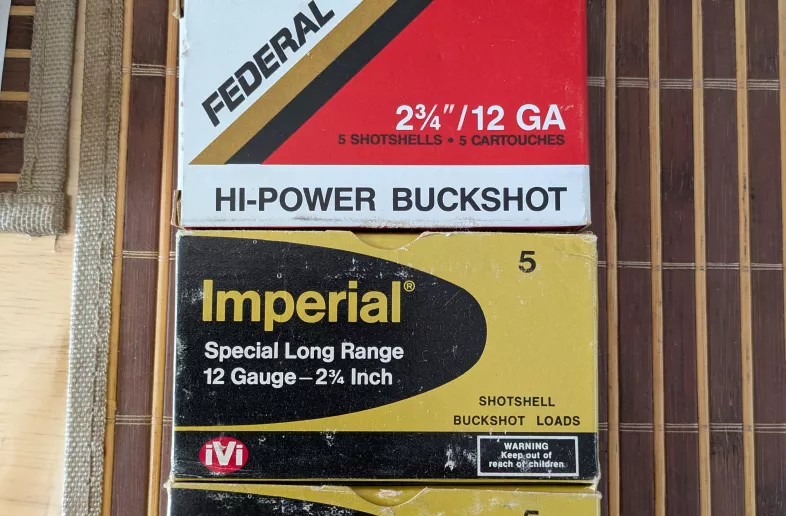 FEDERAL
2¾"/12 GA
5 SHOTSHELLS • 5 CARTOUCHES
HI-POWER BUCKSHOT
5
Imperial®
Special Long Range
12 Gauge–2¾ Inch
SHOTSHELL
BUCKSHOT LOADS
iVi
WARNING
Keep out of
reach of children
5